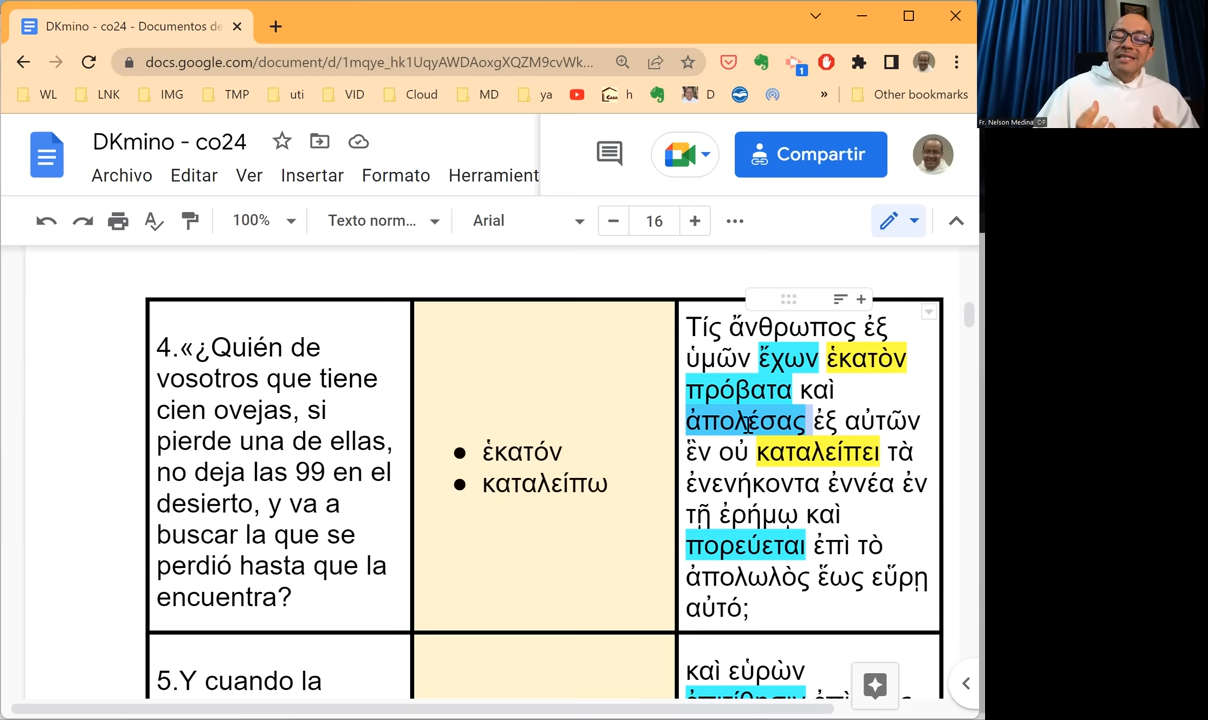 DKmino - co24 - Documentos de
docs.google.com/document/d/1mqye_hk1UqyAWDAoxgXQZM9cvWk...
WL LNK IMG TMP uti VID Cloud MD ya h D » Other bookmarks
1
Fr. Nelson Medina, OP
DKmino - co24
Archivo Editar Ver Insertar Formato Herramient
Compartir
100% Texto norm... Arial 16
4.«¿Quién de
vosotros que tiene
cien ovejas, si
pierde una de ellas,
no deja las 99 en el
desierto, y va a
buscar la que se
perdió hasta que la
encuentra?
● ἑκατόν
● καταλείπω
Τίς ἄνθρωπος ἐξ
ὑμῶν ἔχων ἑκατὸν
πρόβατα καὶ
ἀπολέσας ἐξ αὐτῶν
ἓν οὐ καταλείπει τὰ
ἐνενήκοντα ἐννέα ἐν
τῇ ἐρήμῳ καὶ
πορεύεται ἐπὶ τὸ
ἀπολωλὸς ἕως εὕρῃ
αὐτό;
5.Y cuando la
καὶ εὑρὼν